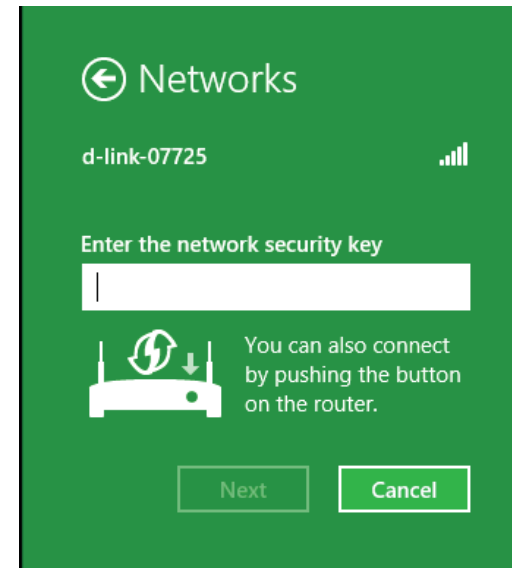 Networks
d-link-07725
Enter the network security key
You can also connect
by pushing the button
on the router.
Next
Cancel